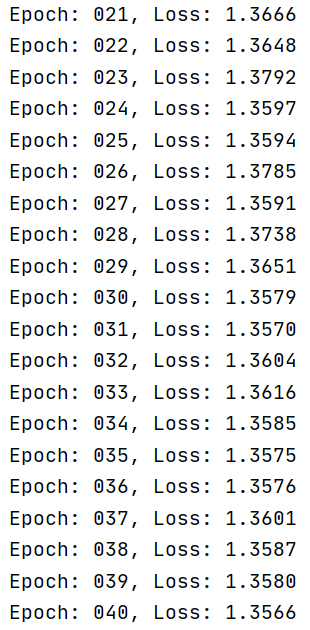 Epoch: 021, Loss: 1.3666
Epoch: 022, Loss: 1.3648
Epoch: 023, Loss: 1.3792
Epoch: 024, Loss: 1.3597
Epoch: 025, Loss: 1.3594
Epoch: 026, Loss: 1.3785
Epoch: 027, Loss: 1.3591
Epoch: 028, Loss: 1.3738
Epoch: 029, Loss: 1.3651
Epoch: 030, Loss: 1.3579
Epoch: 031, Loss: 1.3570
Epoch: 032, Loss: 1.3604
Epoch: 033, Loss: 1.3616
Epoch: 034, Loss: 1.3585
Epoch: 035, Loss: 1.3575
Epoch: 036, Loss: 1.3576
Epoch: 037, Loss: 1.3601
Epoch: 038, Loss: 1.3587
Epoch: 039, Loss: 1.3580
Epoch: 040, Loss: 1.3566